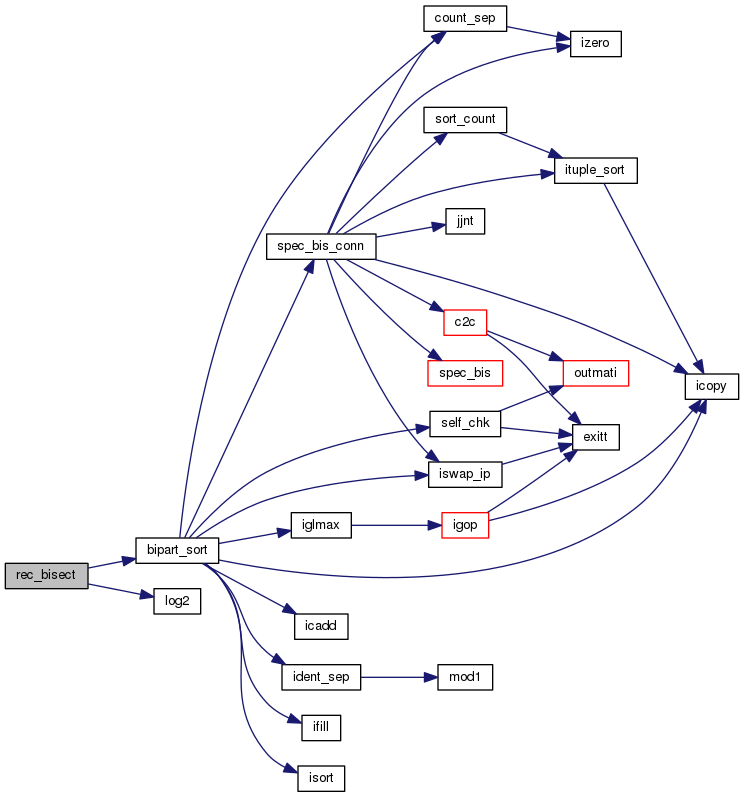 count_sep
izero
sort_count
ituple_sort
jjnt
spec_bis_conn
c2c
spec_bis
outmati
icopy
self_chk
exitt
iswap_ip
iglmax
igop
bipart_sort
rec_bisect
log2
icadd
ident_sep
mod1
ifill
isort